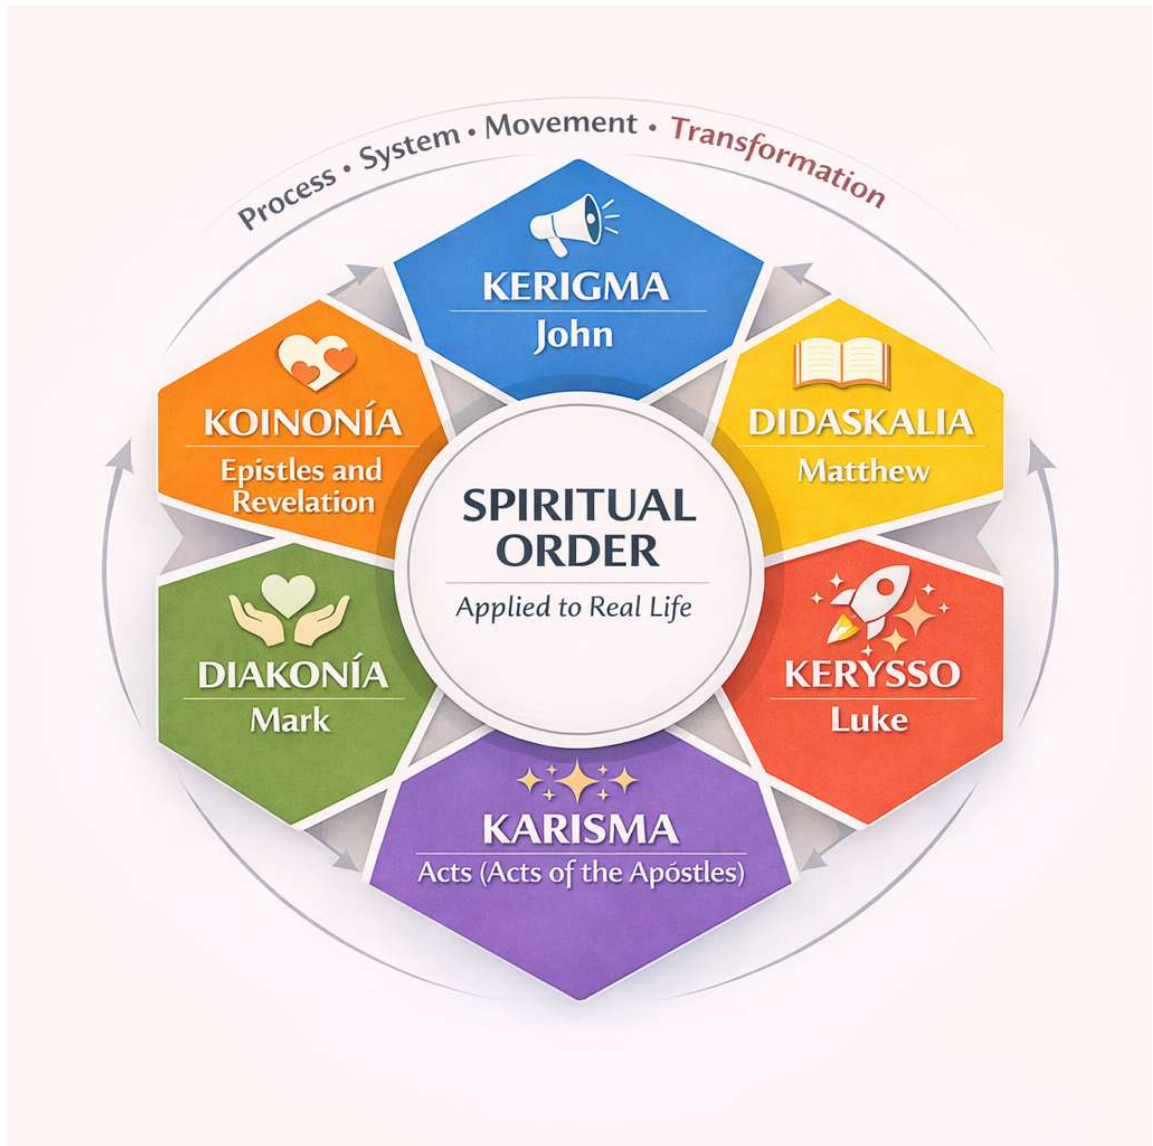 Process • System • Movement • Transformation
KERIGMA
John
KOINONÍA
Epistles and
Revelation
DIDASKALIA
Matthew
SPIRITUAL
ORDER
Applied to Real Life
DIAKONÍA
Mark
KERYSSO
Luke
KARISMA
Acts (Acts of the Apóstles)